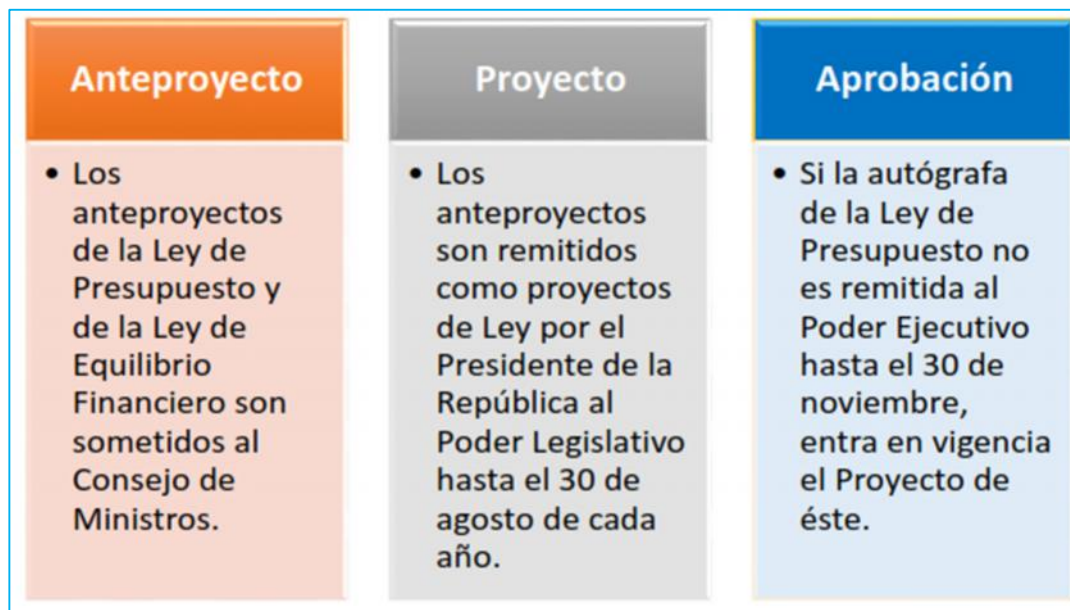 Anteproyecto
• Los
anteproyectos
de la Ley de
Presupuesto y
de la Ley de
Equilibrio
Financiero son
sometidos al
Consejo de
Ministros.
Proyecto
• Los
anteproyectos
son remitidos
como proyectos
de Ley por el
Presidente de la
República al
Poder Legislativo
hasta el 30 de
agosto de cada
año.
Aprobación
• Si la autógrafa
de la Ley de
Presupuesto no
es remitida al
Poder Ejecutivo
hasta el 30 de
noviembre,
entra en vigencia
el Proyecto de
éste.